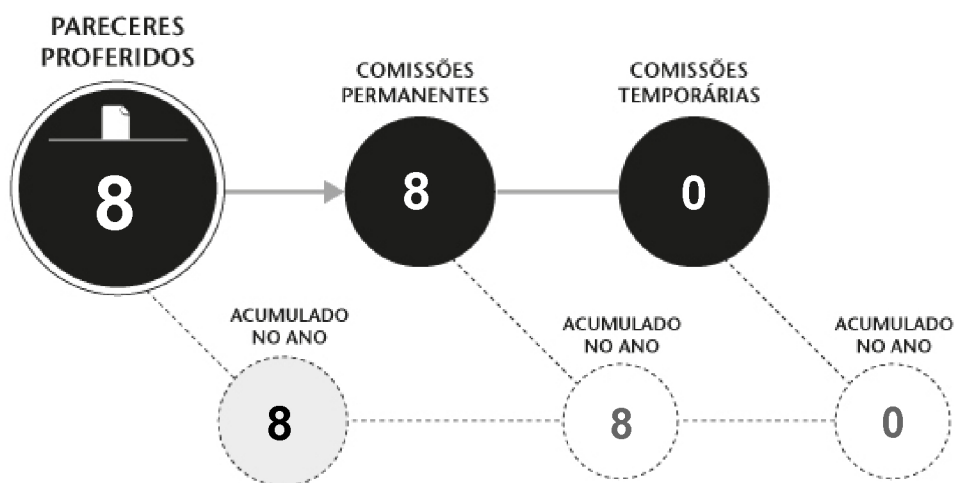 PARECERES
PROFERIDOS
8
COMISSÕES
PERMANENTES
8
COMISSÕES
TEMPORÁRIAS
0
ACUMULADO
NO ANO
8
ACUMULADO
NO ANO
8
ACUMULADO
NO ANO
0